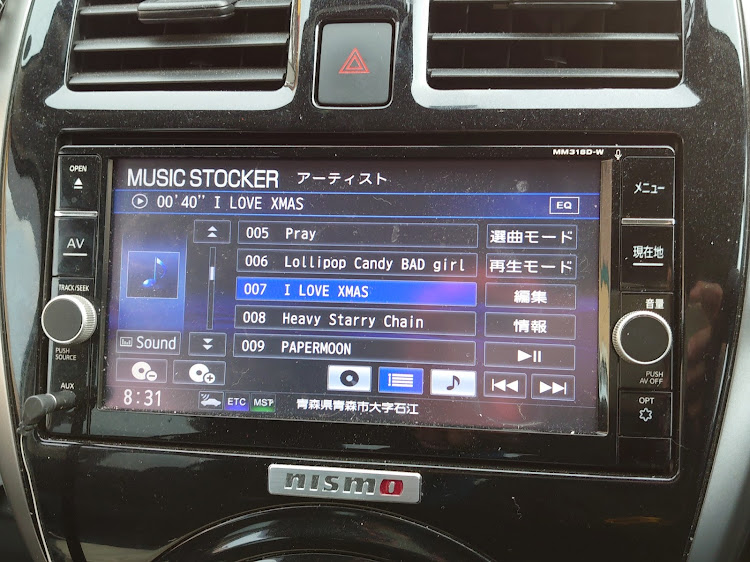 MM316D-W
OPEN
AV
TRACK/SEEK
PUSH
SOURCE
AUX
MUSIC STOCKER アーティスト
00'40" I LOVE XMAS
EQ
005 Pray
006 Lollipop Candy BAD girl
007 I LOVE XMAS
008 Heavy Starry Chain
009 PAPERMOON
選曲モード
再生モード
編集
情報
Sound
8:31
ETC
MST
青森県青森市大字石江
メニュー
現在地
音量
PUSH
AV OFF
OPT
nismo